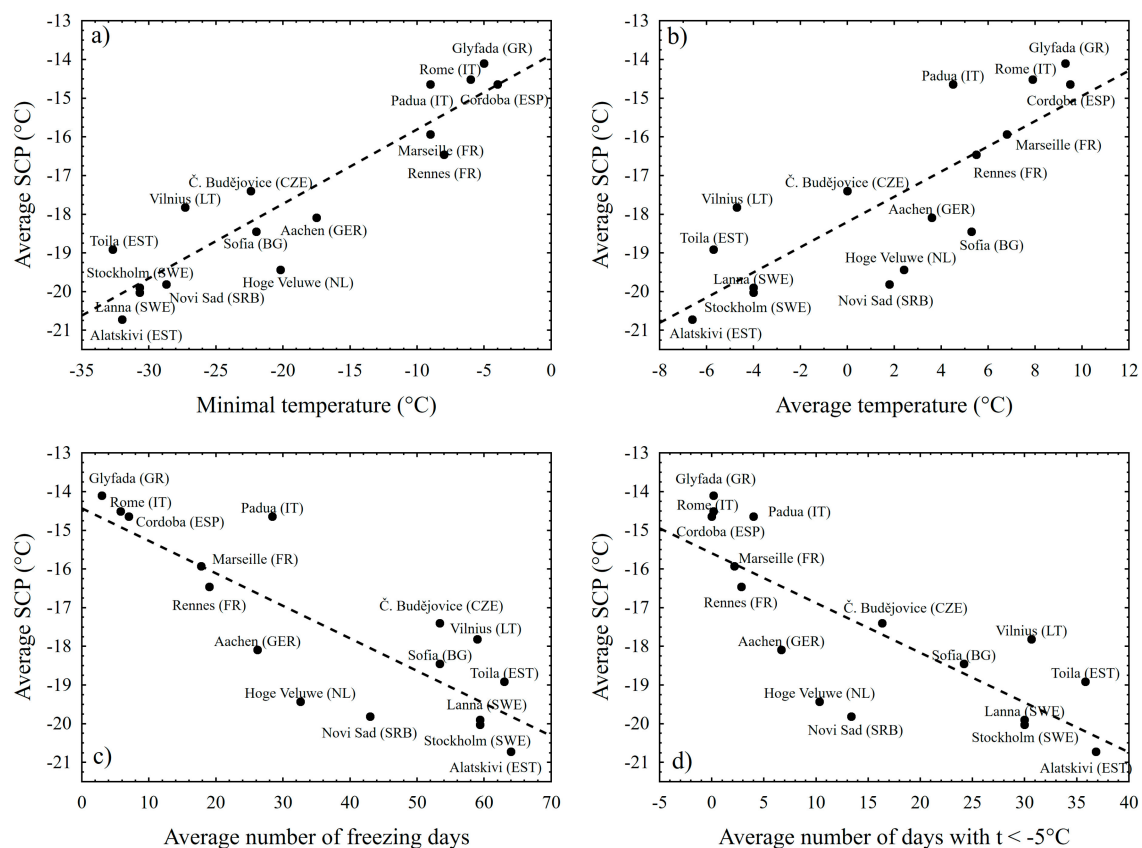 a)
Average SCP (°C)
-13
-14
-15
-16
-17
-18
-19
-20
-21
Glyfada (GR)
Rome (IT)
Padua (IT)
Cordoba (ESP)
Marseille (FR)
Rennes (FR)
Č. Budějovice (CZE)
Vilnius (LT)
Aachen (GER)
Sofia (BG)
Toila (EST)
Stockholm (SWE)
Hoge Veluwe (NL)
Novi Sad (SRB)
Lanna (SWE)
Alatskivi (EST)
-35 -30 -25 -20 -15 -10 -5 0
Minimal temperature (°C)
b)
Average SCP (°C)
-13
-14
-15
-16
-17
-18
-19
-20
-21
Glyfada (GR)
Rome (IT)
Padua (IT)
Cordoba (ESP)
Marseille (FR)
Rennes (FR)
Č. Budějovice (CZE)
Vilnius (LT)
Aachen (GER)
Toila (EST)
Sofia (BG)
Hoge Veluwe (NL)
Lanna (SWE)
Novi Sad (SRB)
Stockholm (SWE)
Alatskivi (EST)
-8 -6 -4 -2 0 2 4 6 8 10 12
Average temperature (°C)
c)
Average SCP (°C)
-13
-14
-15
-16
-17
-18
-19
-20
-21
Glyfada (GR)
Rome (IT)
Padua (IT)
Cordoba (ESP)
Marseille (FR)
Rennes (FR)
Č. Budějovice (CZE)
Vilnius (LT)
Aachen (GER)
Sofia (BG)
Toila (EST)
Hoge Veluwe (NL)
Lanna (SWE)
Novi Sad (SRB)
Stockholm (SWE)
Alatskivi (EST)
0 10 20 30 40 50 60 70
Average number of freezing days
d)
Average SCP (°C)
-13
-14
-15
-16
-17
-18
-19
-20
-21
Glyfada (GR)
Rome (IT)
Padua (IT)
Cordoba (ESP)
Marseille (FR)
Rennes (FR)
Č. Budějovice (CZE)
Vilnius (LT)
Aachen (GER)
Sofia (BG)
Toila (EST)
Hoge Veluwe (NL)
Lanna (SWE)
Novi Sad (SRB)
Stockholm (SWE)
Alatskivi (EST)
-5 0 5 10 15 20 25 30 35 40
Average number of days with t < -5°C